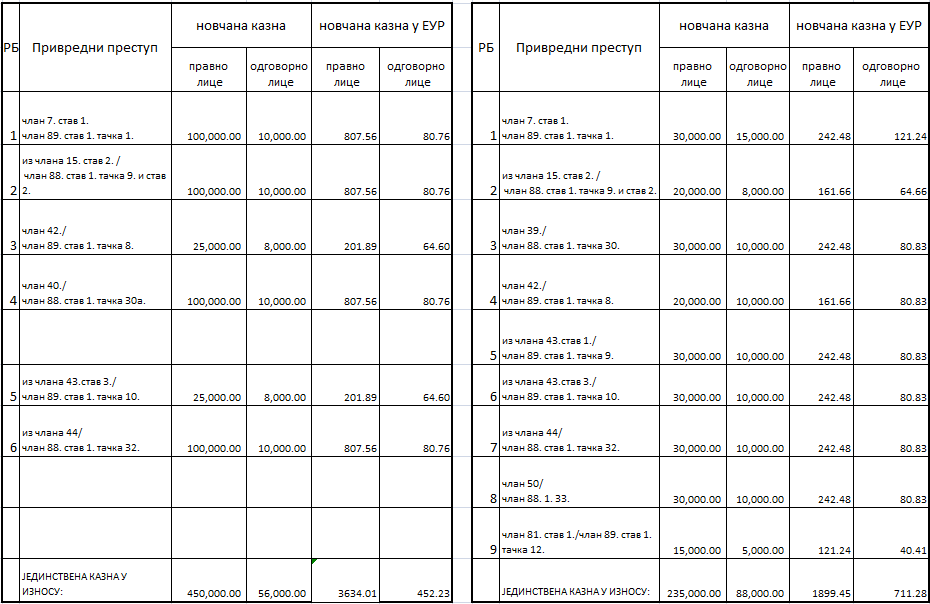 РБ Привредни преступ новчана казна новчана казна у ЕУР
правно лице одговорно лице правно лице одговорно лице
члан 7. став 1.
1 члан 89. став 1. тачка 1. 100,000.00 10,000.00 807.56 80.76
из члана 15. став 2. /
члан 88. став 1. тачка 9. и став
2 2. 100,000.00 10,000.00 807.56 80.76
члан 42./
3 члан 89. став 1. тачка 8. 25,000.00 8,000.00 201.89 64.60
члан 40./
4 члан 88. став 1. тачка 30а. 100,000.00 10,000.00 807.56 80.76
из члана 43.став 3./
5 члан 89. став 1. тачка 10. 25,000.00 8,000.00 201.89 64.60
из члана 44/
6 члан 88. став 1. тачка 32. 100,000.00 10,000.00 807.56 80.76
ЈЕДИНСТВЕНА КАЗНА У
ИЗНОСУ: 450,000.00 56,000.00 3634.01 452.23
РБ Привредни преступ новчана казна новчана казна у ЕУР
правно лице одговорно лице правно лице одговорно лице
члан 7. став 1.
1 члан 89. став 1. тачка 1. 30,000.00 15,000.00 242.48 121.24
из члана 15. став 2. /
2 члан 88. став 1. тачка 9. и став 2. 20,000.00 8,000.00 161.66 64.66
члан 39./
3 члан 88. став 1. тачка 30. 30,000.00 10,000.00 242.48 80.83
члан 42./
4 члан 89. став 1. тачка 8. 20,000.00 10,000.00 161.66 80.83
из члана 43.став 1./
5 члан 89. став 1. тачка 9. 30,000.00 10,000.00 242.48 80.83
из члана 43.став 3./
6 члан 89. став 1. тачка 10. 30,000.00 10,000.00 242.48 80.83
из члана 44/
7 члан 88. став 1. тачка 32. 30,000.00 10,000.00 242.48 80.83
члан 50/
8 члан 88. 1. 33. 30,000.00 10,000.00 242.48 80.83
члан 81. став 1./члан 89. став 1.
9 тачка 12. 15,000.00 5,000.00 121.24 40.41
ЈЕДИНСТВЕНА КАЗНА У ИЗНОСУ: 235,000.00 88,000.00 1899.45 711.28